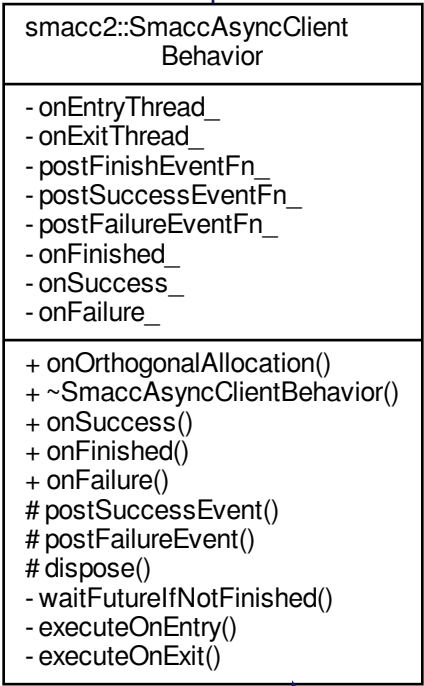 smacc2::SmaccAsyncClient
Behavior
- onEntryThread_
- onExitThread_
- postFinishEventFn_
- postSuccessEventFn_
- postFailureEventFn_
- onFinished_
- onSuccess_
- onFailure_
+ onOrthogonalAllocation()
+ ~SmaccAsyncClientBehavior()
+ onSuccess()
+ onFinished()
+ onFailure()
# postSuccessEvent()
# postFailureEvent()
# dispose()
- waitFutureIfNotFinished()
- executeOnEntry()
- executeOnExit()